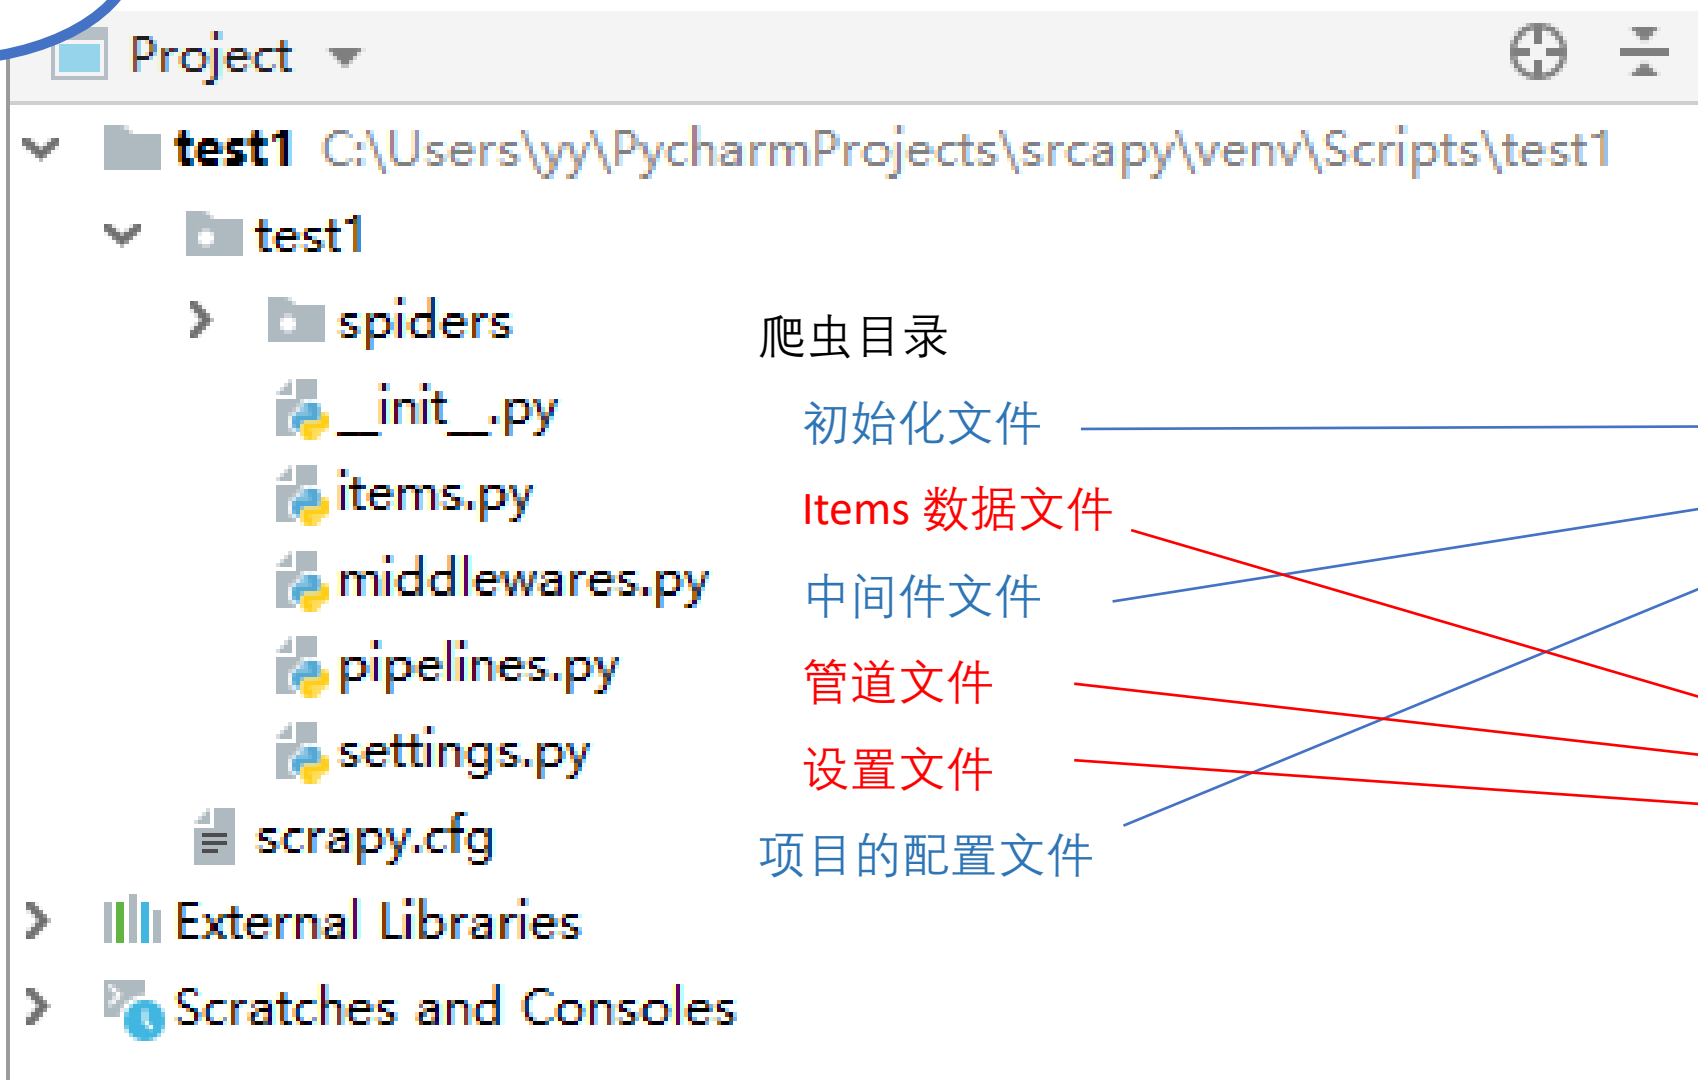 Project
test1 C:\Users\yy\PycharmProjects\srcapy\venv\Scripts\test1
test1
spiders 爬虫目录
__init__.py 初始化文件
items.py Items 数据文件
middlewares.py 中间件文件
pipelines.py 管道文件
settings.py 设置文件
scrapy.cfg 项目的配置文件
External Libraries
Scratches and Consoles